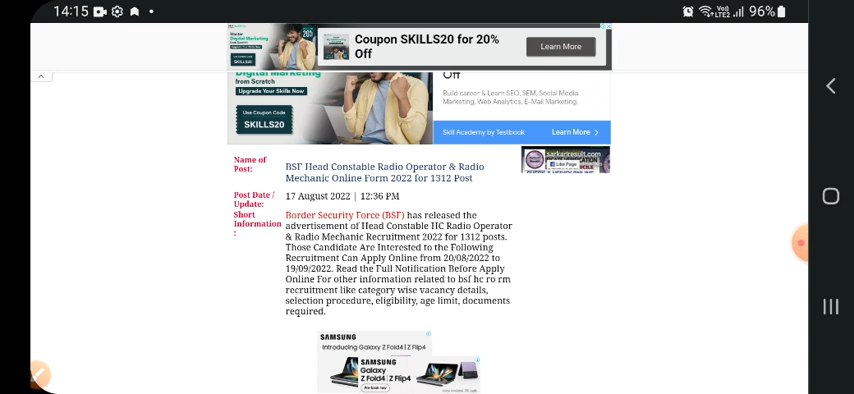 14:15
Vo)
LTE2
96%
Coupon SKILLS20 for 20% Off
Learn More
Digital Marketing
from Scratch
Upgrade Your Skills Now
Use Coupon Code
SKILLS20
Off
Build career & Learn SEO, SEM, Social Media
Marketing, Web Analytics, E-Mail Marketing.
Skill Academy by Testbook
Learn More
sarkariresult.com
Like Page
Name of
Post:
BSF Head Constable Radio Operator & Radio
Mechanic Online Form 2022 for 1312 Post
Post Date /
Update:
17 August 2022 | 12:36 PM
Short
Information
:
Border Security Force (BSF) has released the
advertisement of Head Constable HC Radio Operator
& Radio Mechanic Recruitment 2022 for 1312 posts.
Those Candidate Are Interested to the Following
Recruitment Can Apply Online from 20/08/2022 to
19/09/2022. Read the Full Notification Before Apply
Online For other information related to bsf hc ro rm
recruitment like category wise vacancy details,
selection procedure, eligibility, age limit, documents
required.
SAMSUNG
Introducing Galaxy Z Fold4 | Z Flip4
SAMSUNG
Galaxy
Z Fold4 | Z Flip4